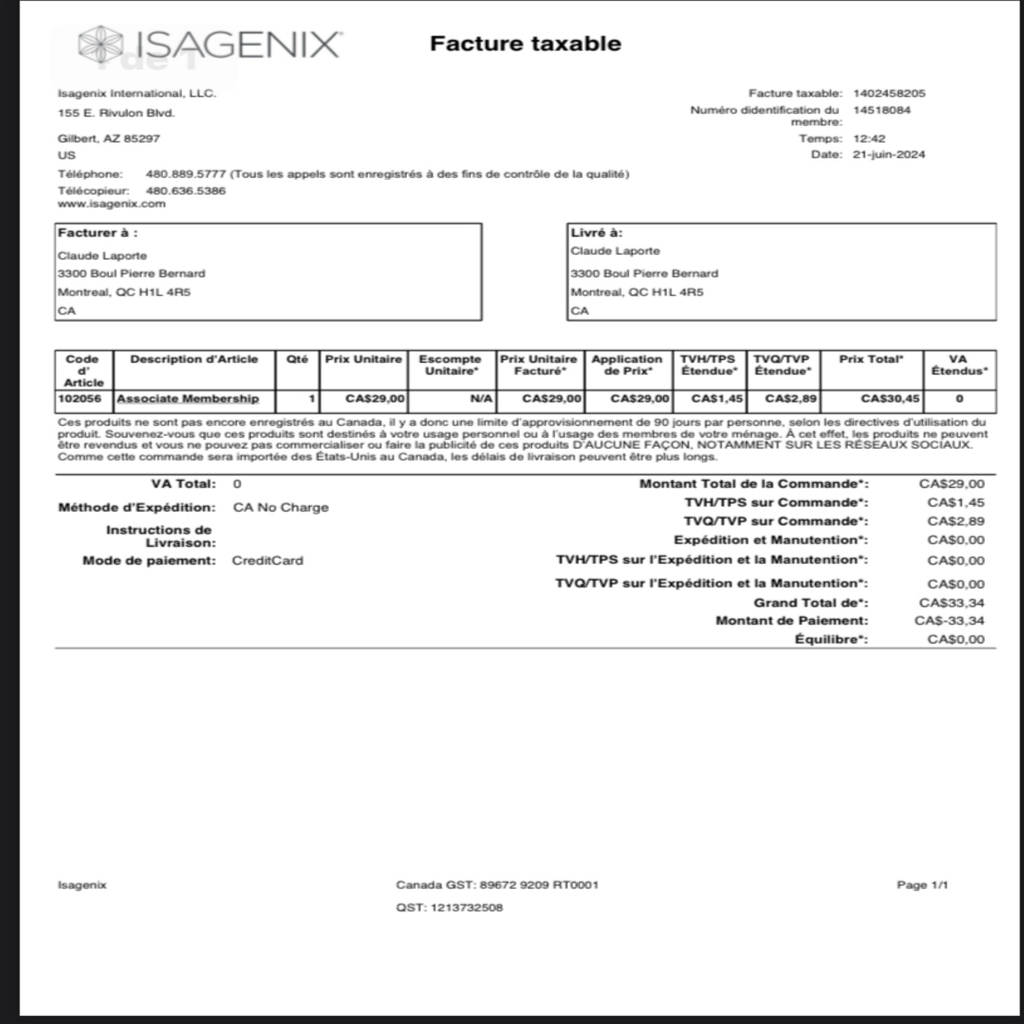 ISAGENIX
Facture taxable
1 de 1
Isagenix International, LLC.
155 E. Rivulon Blvd.
Gilbert, AZ 85297
US
Téléphone: 480.889.5777 (Tous les appels sont enregistrés à des fins de contrôle de la qualité)
Télécopieur: 480.636.5386
www.isagenix.com
Facture taxable: 1402458205
Numéro didentification du
membre: 14518084
Temps: 12:42
Date: 21-juin-2024
Facturer à :
Claude Laporte
3300 Boul Pierre Bernard
Montreal, QC H1L 4R5
CA
Livré à:
Claude Laporte
3300 Boul Pierre Bernard
Montreal, QC H1L 4R5
CA
Code d' Article Description d'Article Qté Prix Unitaire Escompte Unitaire* Prix Unitaire Facturé* Application de Prix* TVH/TPS Étendue* TVQ/TVP Étendue* Prix Total* VA Étendus*
102056 Associate Membership 1 CA$29,00 N/A CA$29,00 CA$29,00 CA$1,45 CA$2,89 CA$30,45 0
Ces produits ne sont pas encore enregistrés au Canada, il y a donc une limite d'approvisionnement de 90 jours par personne, selon les directives d'utilisation du
produit. Souvenez-vous que ces produits sont destinés à votre usage personnel ou à l'usage des membres de votre ménage. À cet effet, les produits ne peuvent
être revendus et vous ne pouvez pas commercialiser ou faire la publicité de ces produits D'AUCUNE FAÇON, NOTAMMENT SUR LES RÉSEAUX SOCIAUX.
Comme cette commande sera importée des États-Unis au Canada, les délais de livraison peuvent être plus longs.
VA Total: 0
Méthode d'Expédition: CA No Charge
Instructions de
Livraison:
Mode de paiement: CreditCard
Montant Total de la Commande*: CA$29,00
TVH/TPS sur Commande*: CA$1,45
TVQ/TVP sur Commande*: CA$2,89
Expédition et Manutention*: CA$0,00
TVH/TPS sur l'Expédition et la Manutention*: CA$0,00
TVQ/TVP sur l'Expédition et la Manutention*: CA$0,00
Grand Total de*: CA$33,34
Montant de Paiement: CA$-33,34
Équilibre*: CA$0,00
Isagenix
Canada GST: 89672 9209 RT0001
QST: 1213732508
Page 1/1